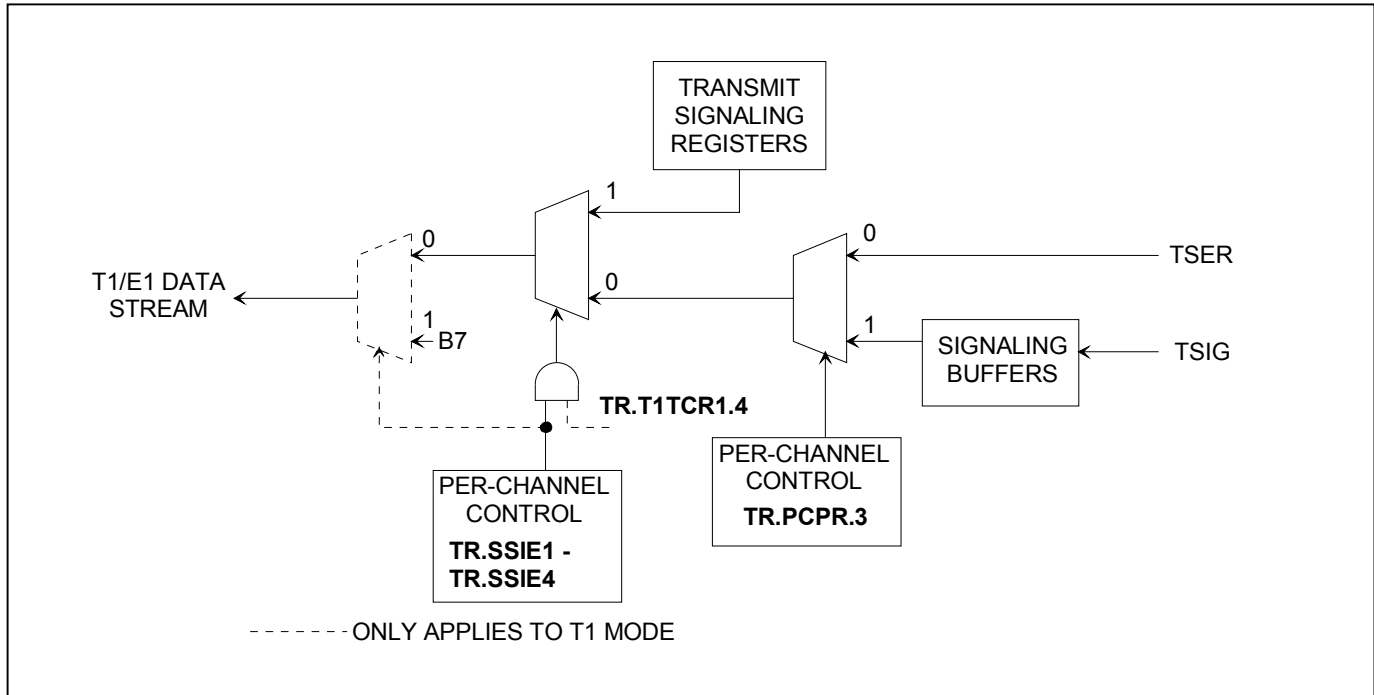 TRANSMIT
SIGNALING
REGISTERS
1
0
0
TSER
T1/E1 DATA
STREAM
0
1
B7
1
SIGNALING
BUFFERS
TSIG
TR.T1TCR1.4
PER-CHANNEL
CONTROL
TR.SSIE1 -
TR.SSIE4
PER-CHANNEL
CONTROL
TR.PCPR.3
ONLY APPLIES TO T1 MODE